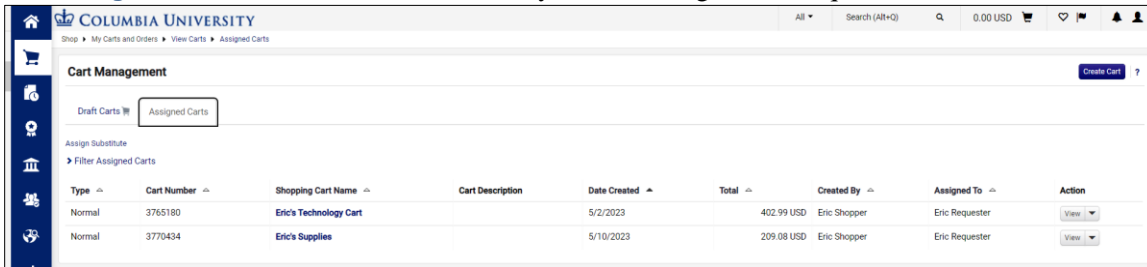 COLUMBIA UNIVERSITY
All
Search (Alt+Q)
0.00 USD
Shop My Carts and Orders View Carts Assigned Carts
Cart Management
Create Cart
?
Draft Carts
Assigned Carts
Assign Substitute
Filter Assigned Carts
Type Cart Number Shopping Cart Name Cart Description Date Created Total Created By Assigned To Action
Normal 3765180 Eric's Technology Cart 5/2/2023 402.99 USD Eric Shopper Eric Requester View
Normal 3770434 Eric's Supplies 5/10/2023 209.08 USD Eric Shopper Eric Requester View